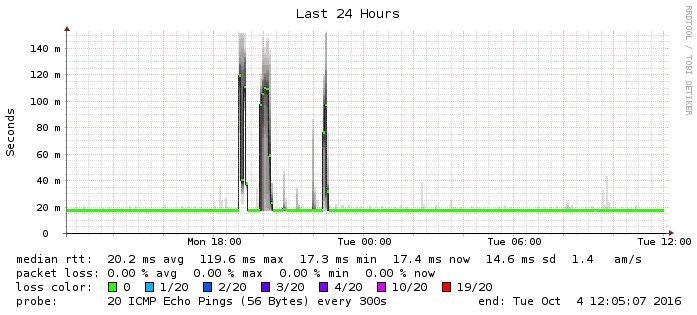 Last 24 Hours
RRDTOOL / TOBI OETIKER
Seconds
140 m
120 m
100 m
80 m
60 m
40 m
20 m
0
Mon 18:00 Tue 00:00 Tue 06:00 Tue 12:00
median rtt: 20.2 ms avg 119.6 ms max 17.3 ms min 17.4 ms now 14.6 ms sd 1.4 am/s
packet loss: 0.00 % avg 0.00 % max 0.00 % min 0.00 % now
loss color: 0 1/20 2/20 3/20 4/20 10/20 19/20
probe: 20 ICMP Echo Pings (56 Bytes) every 300s end: Tue Oct 4 12:05:07 2016